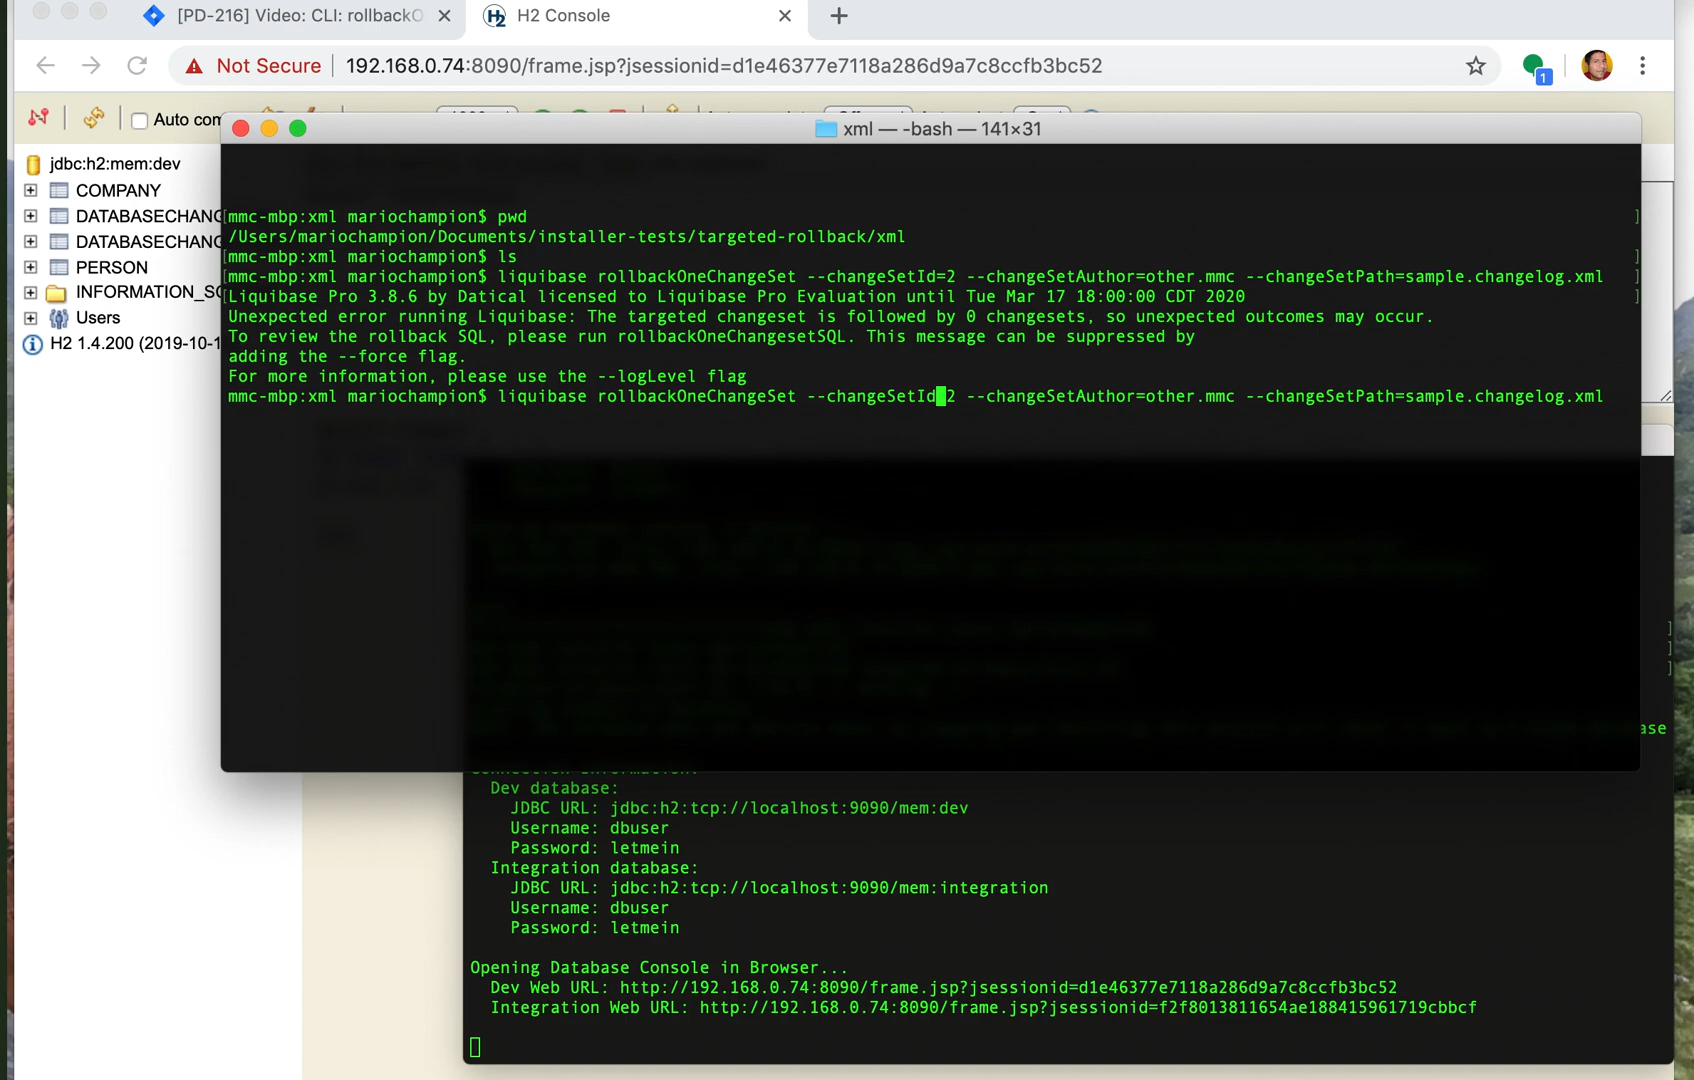 [PD-216] Video: CLI: rollbackO
H2 Console
Not Secure
192.168.0.74:8090/frame.jsp?jsessionid=d1e46377e7118a286d9a7c8ccfb3bc52
1
Auto com
jdbc:h2:mem:dev
COMPANY
DATABASECHANG
DATABASECHANG
PERSON
INFORMATION_SC
Users
H2 1.4.200 (2019-10-1
xml — -bash — 141×31
[mmc-mbp:xml mariochampion$ pwd ]
/Users/mariochampion/Documents/installer-tests/targeted-rollback/xml
[mmc-mbp:xml mariochampion$ ls ]
[mmc-mbp:xml mariochampion$ liquibase rollbackOneChangeSet --changeSetId=2 --changeSetAuthor=other.mmc --changeSetPath=sample.changelog.xml ]
[Liquibase Pro 3.8.6 by Datical licensed to Liquibase Pro Evaluation until Tue Mar 17 18:00:00 CDT 2020 ]
Unexpected error running Liquibase: The targeted changeset is followed by 0 changesets, so unexpected outcomes may occur.
To review the rollback SQL, please run rollbackOneChangesetSQL. This message can be suppressed by
adding the --force flag.
For more information, please use the --logLevel flag
mmc-mbp:xml mariochampion$ liquibase rollbackOneChangeSet --changeSetId 2 --changeSetAuthor=other.mmc --changeSetPath=sample.changelog.xml
ase
Connection Information:
Dev database:
JDBC URL: jdbc:h2:tcp://localhost:9090/mem:dev
Username: dbuser
Password: letmein
Integration database:
JDBC URL: jdbc:h2:tcp://localhost:9090/mem:integration
Username: dbuser
Password: letmein
Opening Database Console in Browser...
Dev Web URL: http://192.168.0.74:8090/frame.jsp?jsessionid=d1e46377e7118a286d9a7c8ccfb3bc52
Integration Web URL: http://192.168.0.74:8090/frame.jsp?jsessionid=f2f8013811654ae188415961719cbbcf